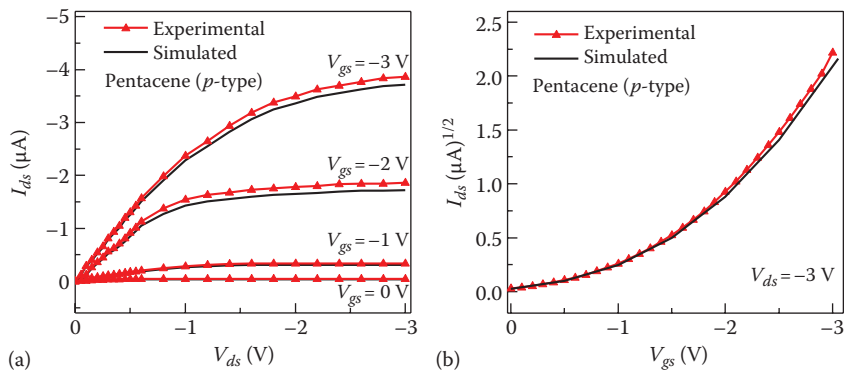 −5
Experimental
Simulated
Pentacene (p-type)
−4
−3
−2
−1
0
Ids (µA)
Vgs = −3 V
Vgs = −2 V
Vgs = −1 V
Vgs = 0 V
0
−1
−2
−3
Vds (V)
(a)
2.5
Experimental
Simulated
Pentacene (p-type)
2.0
1.5
1.0
0.5
0.0
Ids (µA)1/2
Vds = −3 V
0
−1
−2
−3
Vgs (V)
(b)